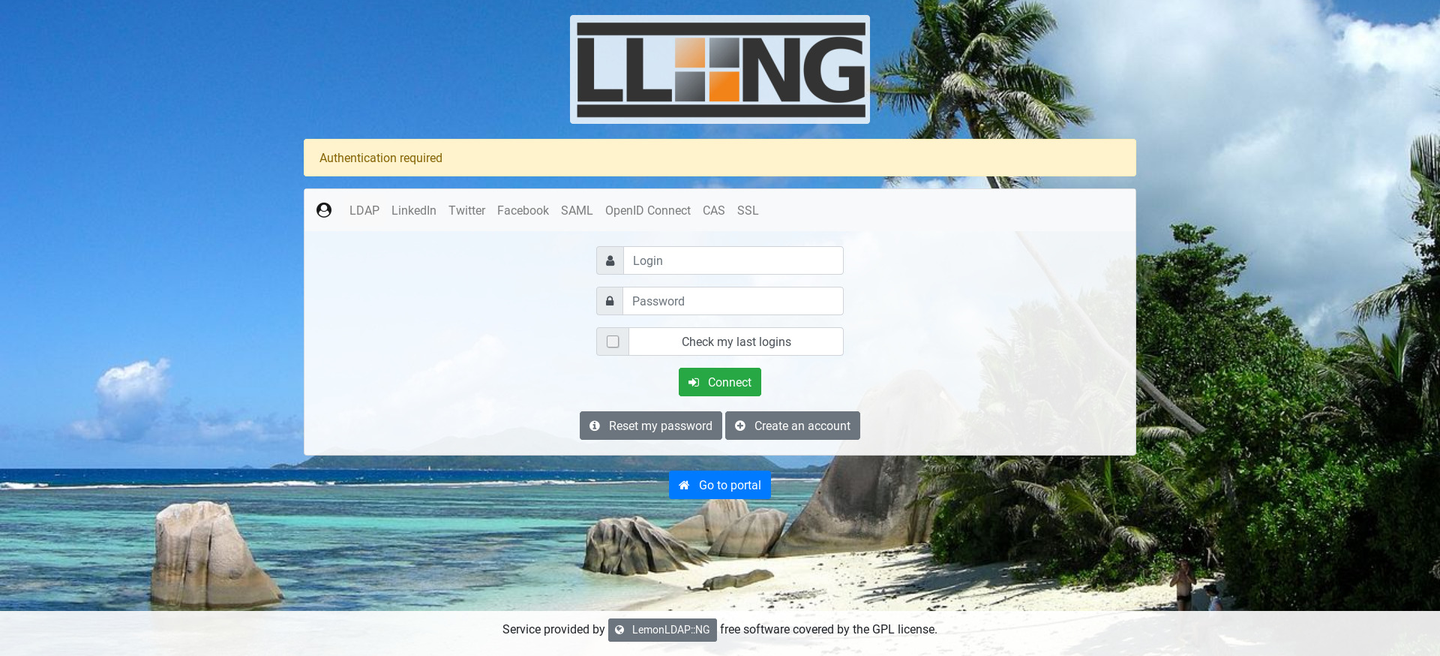 LL NG
Authentication required
LDAP LinkedIn Twitter Facebook SAML OpenID Connect CAS SSL
Login
Password
Check my last logins
Connect
Reset my password Create an account
Go to portal
Service provided by LemonLDAP::NG free software covered by the GPL license.